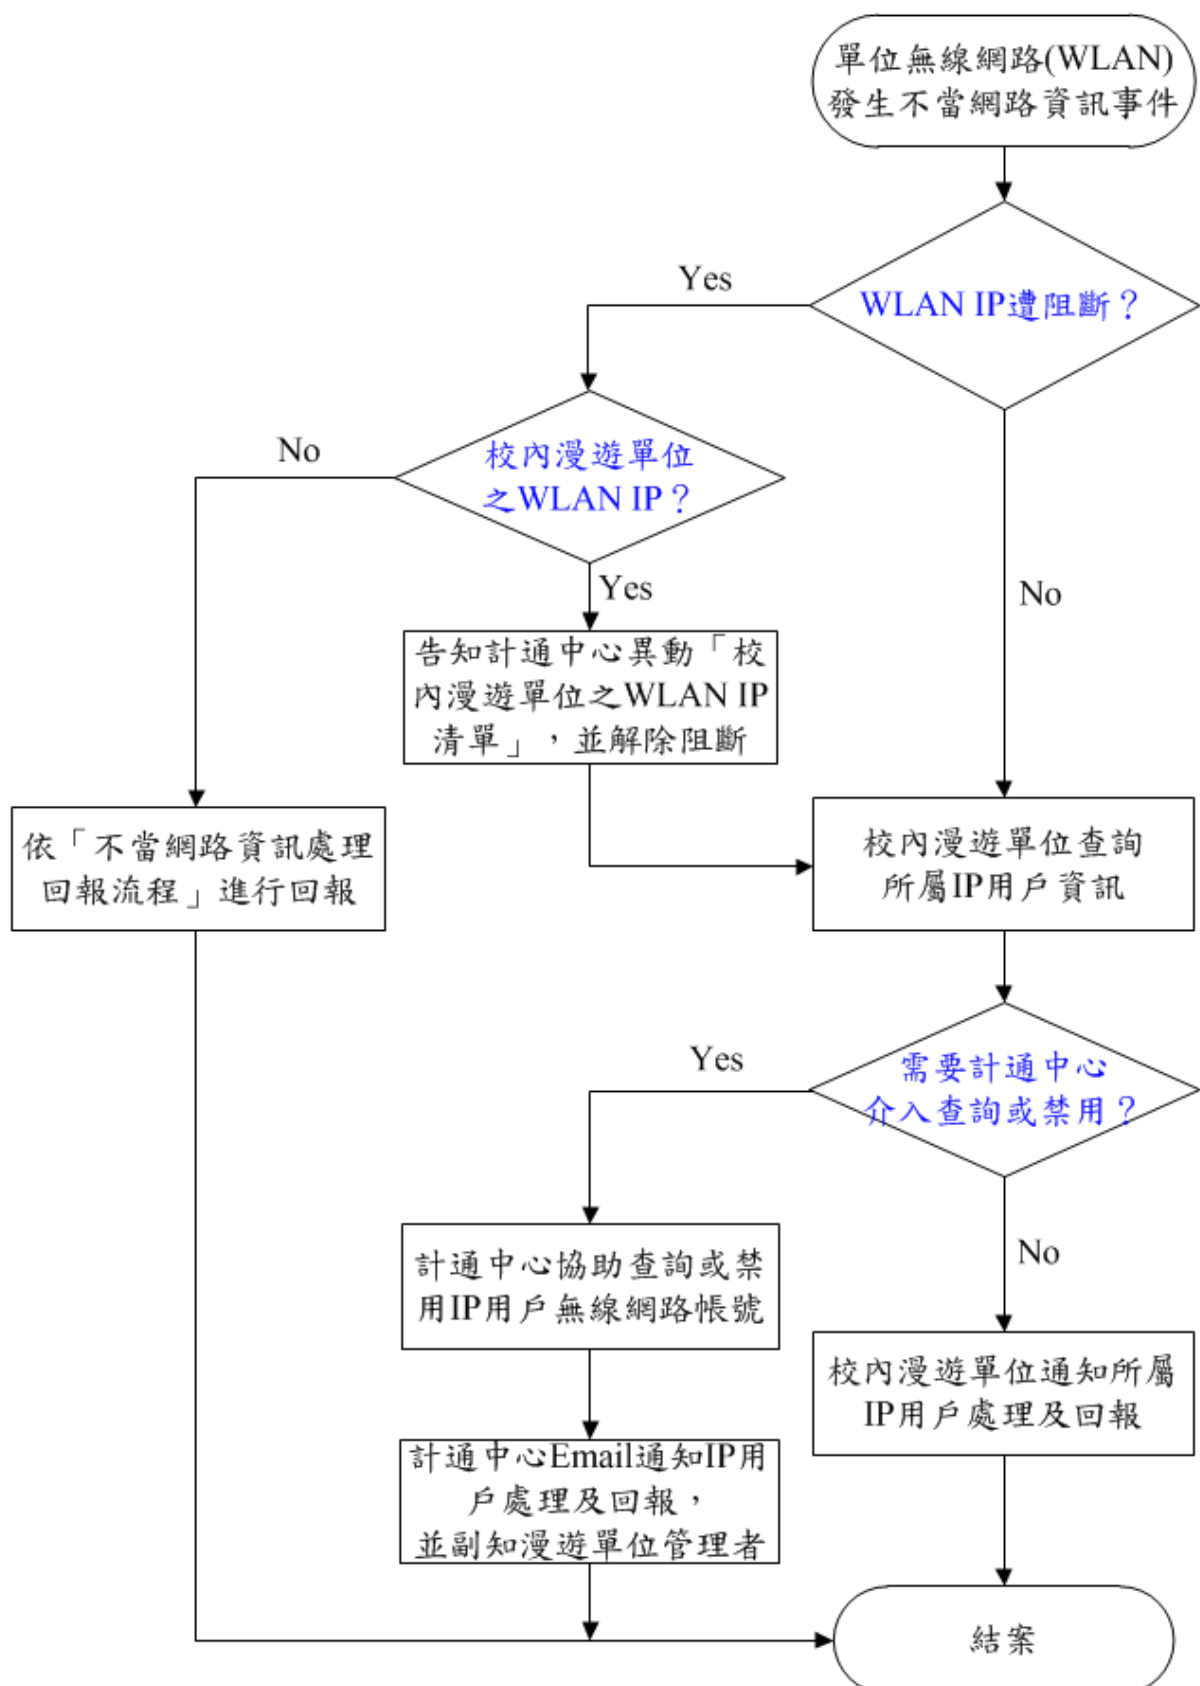 單位無線網路(WLAN)
發生不當網路資訊事件
Yes
WLAN IP遭阻斷？
No
校內漫遊單位
之WLAN IP？
Yes
No
告知計通中心異動「校
內漫遊單位之WLAN IP
清單」，並解除阻斷
依「不當網路資訊處理
回報流程」進行回報
校內漫遊單位查詢
所屬IP用戶資訊
Yes
需要計通中心
介入查詢或禁用？
計通中心協助查詢或禁
用IP用戶無線網路帳號
No
校內漫遊單位通知所屬
IP用戶處理及回報
計通中心Email通知IP用
戶處理及回報，
並副知漫遊單位管理者
結案